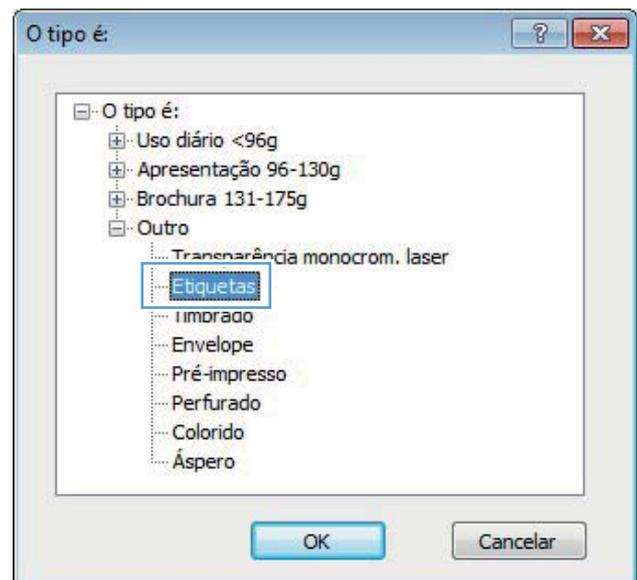 O tipo é:
O tipo é:
Uso diário <96g
Apresentação 96-130g
Brochura 131-175g
Outro
Transparência monocrom. laser
Etiquetas
Timbrado
Envelope
Pré-impresso
Perfurado
Colorido
Áspero
OK Cancelar